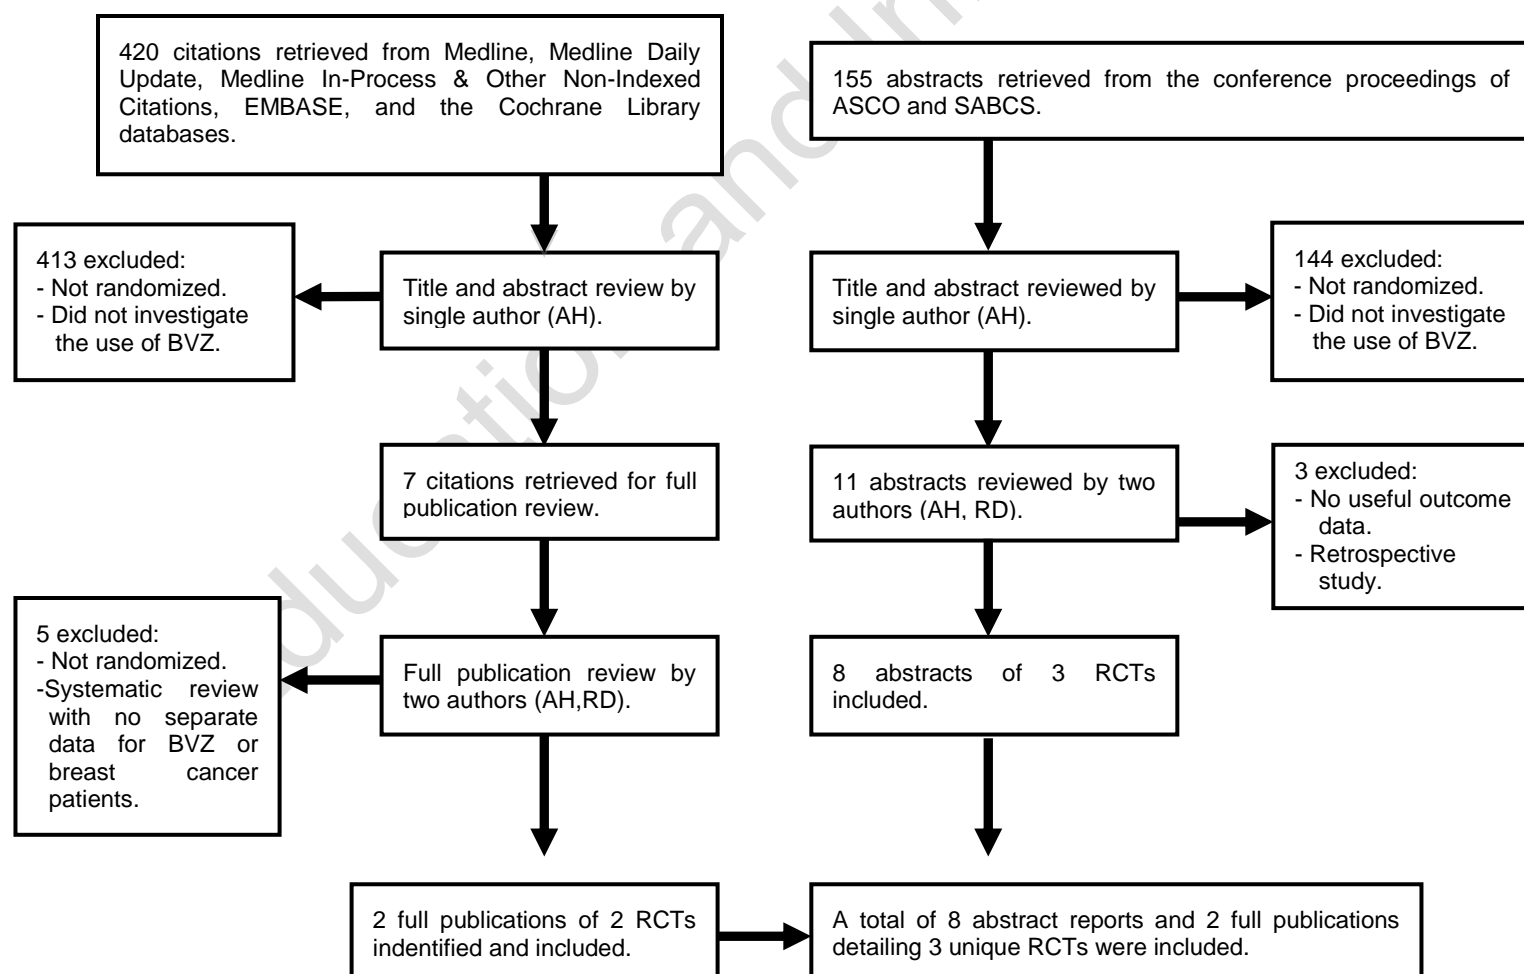 420 citations retrieved from Medline, Medline Daily
Update, Medline In-Process & Other Non-Indexed
Citations, EMBASE, and the Cochrane Library
databases.
155 abstracts retrieved from the conference proceedings of
ASCO and SABCS.
413 excluded:
- Not randomized.
- Did not investigate
the use of BVZ.
Title and abstract review by
single author (AH).
Title and abstract reviewed by
single author (AH).
144 excluded:
- Not randomized.
- Did not investigate
the use of BVZ.
7 citations retrieved for full
publication review.
11 abstracts reviewed by two
authors (AH, RD).
3 excluded:
- No useful outcome
data.
- Retrospective
study.
5 excluded:
- Not randomized.
-Systematic review
with no separate
data for BVZ or
breast cancer
patients.
Full publication review by
two authors (AH,RD).
8 abstracts of 3 RCTs
included.
2 full publications of 2 RCTs
indentified and included.
A total of 8 abstract reports and 2 full publications
detailing 3 unique RCTs were included.